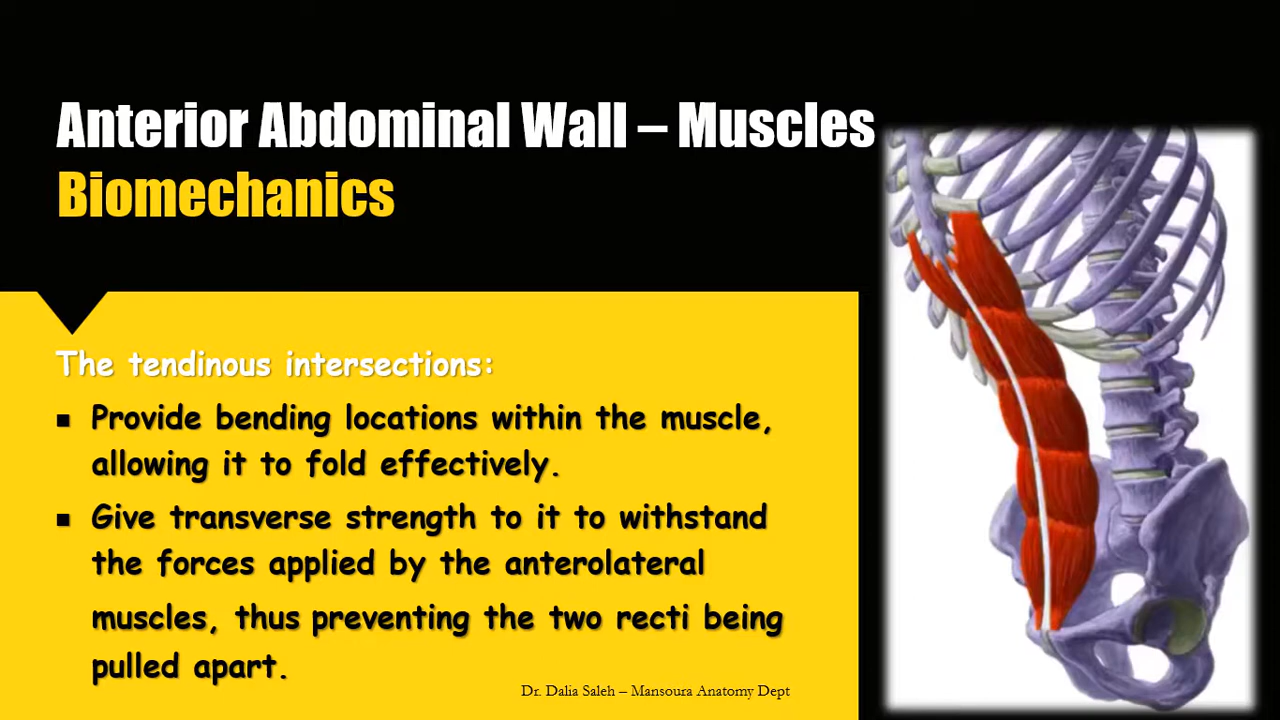 Anterior Abdominal Wall – Muscles
Biomechanics
The tendinous intersections:
▪ Provide bending locations within the muscle,
allowing it to fold effectively.
▪ Give transverse strength to it to withstand
the forces applied by the anterolateral
muscles, thus preventing the two recti being
pulled apart.
Dr. Dalia Saleh – Mansoura Anatomy Dept